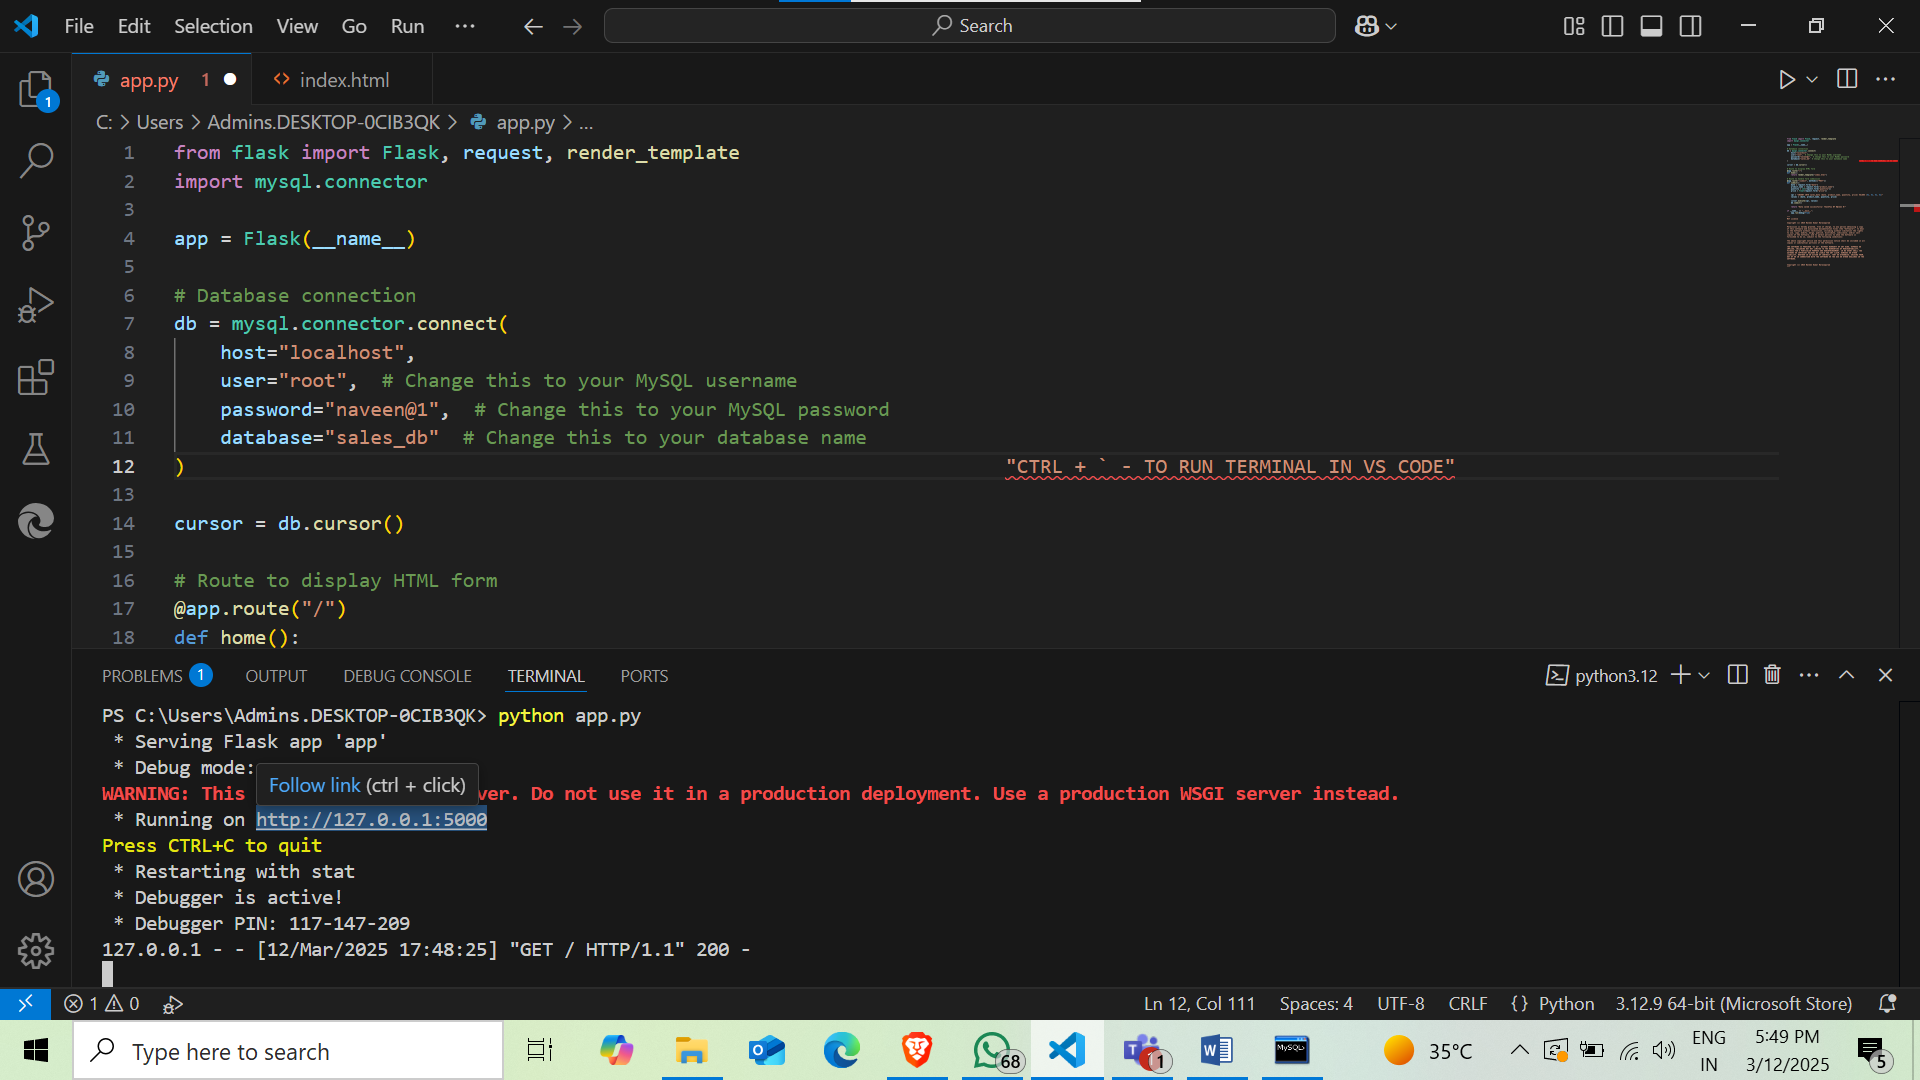 File Edit Selection View Go Run ··· Search
app.py 1 index.html
C: > Users > Admins.DESKTOP-0CIB3QK > app.py > ...
1 from flask import Flask, request, render_template
2 import mysql.connector
3
4 app = Flask(__name__)
5
6 # Database connection
7 db = mysql.connector.connect(
8 host="localhost",
9 user="root", # Change this to your MySQL username
10 password="naveen@1", # Change this to your MySQL password
11 database="sales_db" # Change this to your database name
12 ) "CTRL + ` - TO RUN TERMINAL IN VS CODE"
13
14 cursor = db.cursor()
15
16 # Route to display HTML form
17 @app.route("/")
18 def home():
PROBLEMS 1 OUTPUT DEBUG CONSOLE TERMINAL PORTS python3.12
PS C:\Users\Admins.DESKTOP-0CIB3QK> python app.py
* Serving Flask app 'app'
* Debug mode:
Follow link (ctrl + click)
WARNING: This ver. Do not use it in a production deployment. Use a production WSGI server instead.
* Running on http://127.0.0.1:5000
Press CTRL+C to quit
* Restarting with stat
* Debugger is active!
* Debugger PIN: 117-147-209
127.0.0.1 - - [12/Mar/2025 17:48:25] "GET / HTTP/1.1" 200 -
1 0 Ln 12, Col 111 Spaces: 4 UTF-8 CRLF {} Python 3.12.9 64-bit (Microsoft Store)
Type here to search 68 1 35°C ENG IN 5:49 PM 3/12/2025 5